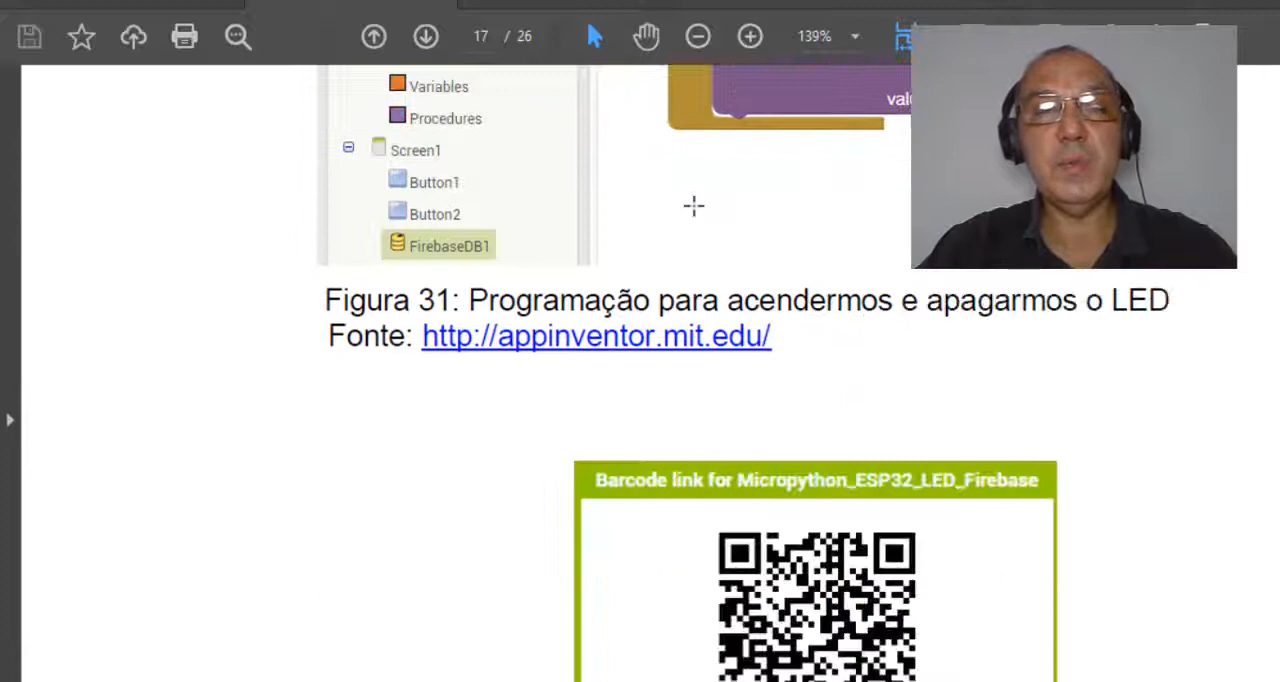 17 / 26
139%
Variables
Procedures
Screen1
Button1
Button2
FirebaseDB1
Figura 31: Programação para acendermos e apagarmos o LED
Fonte: http://appinventor.mit.edu/
Barcode link for Micropython_ESP32_LED_Firebase